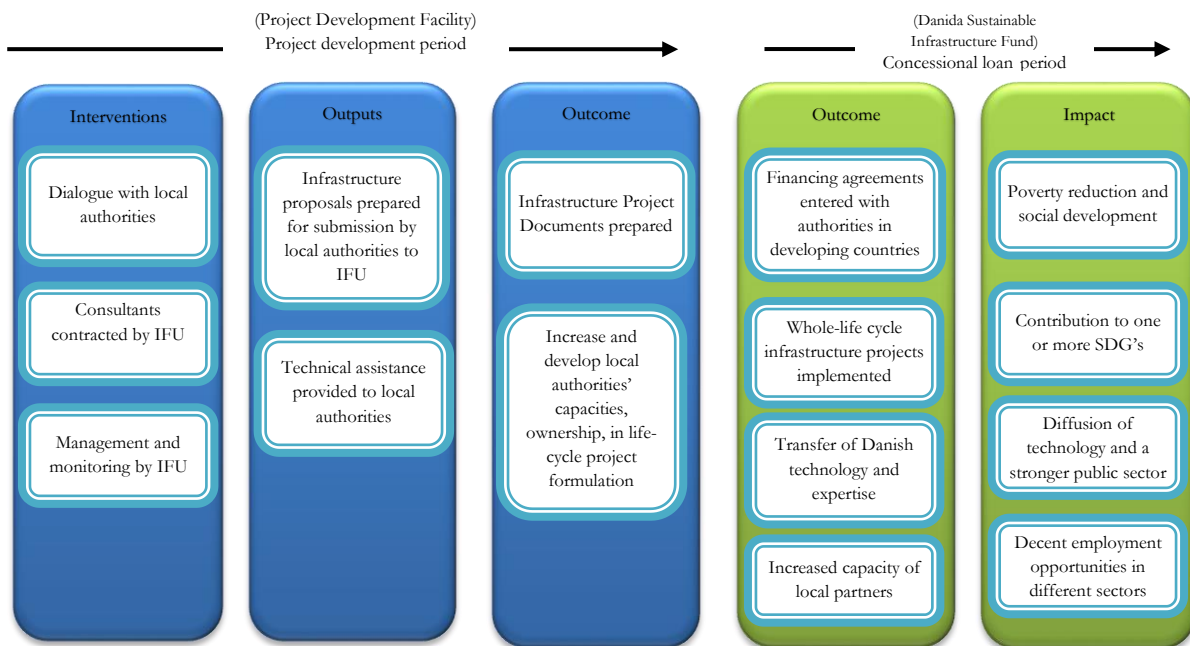 (Project Development Facility)
Project development period
(Danida Sustainable
Infrastructure Fund)
Concessional loan period
Interventions
Dialogue with local
authorities
Consultants
contracted by IFU
Management and
monitoring by IFU
Outputs
Infrastructure
proposals prepared
for submission by
local authorities to
IFU
Technical assistance
provided to local
authorities
Outcome
Infrastructure Project
Documents prepared
Increase and
develop local
authorities’
capacities,
ownership, in life-
cycle project
formulation
Outcome
Financing agreements
entered with
authorities in
developing countries
Whole-life cycle
infrastructure projects
implemented
Transfer of Danish
technology and
expertise
Increased capacity of
local partners
Impact
Poverty reduction and
social development
Contribution to one
or more SDG’s
Diffusion of
technology and a
stronger public sector
Decent employment
opportunities in
different sectors